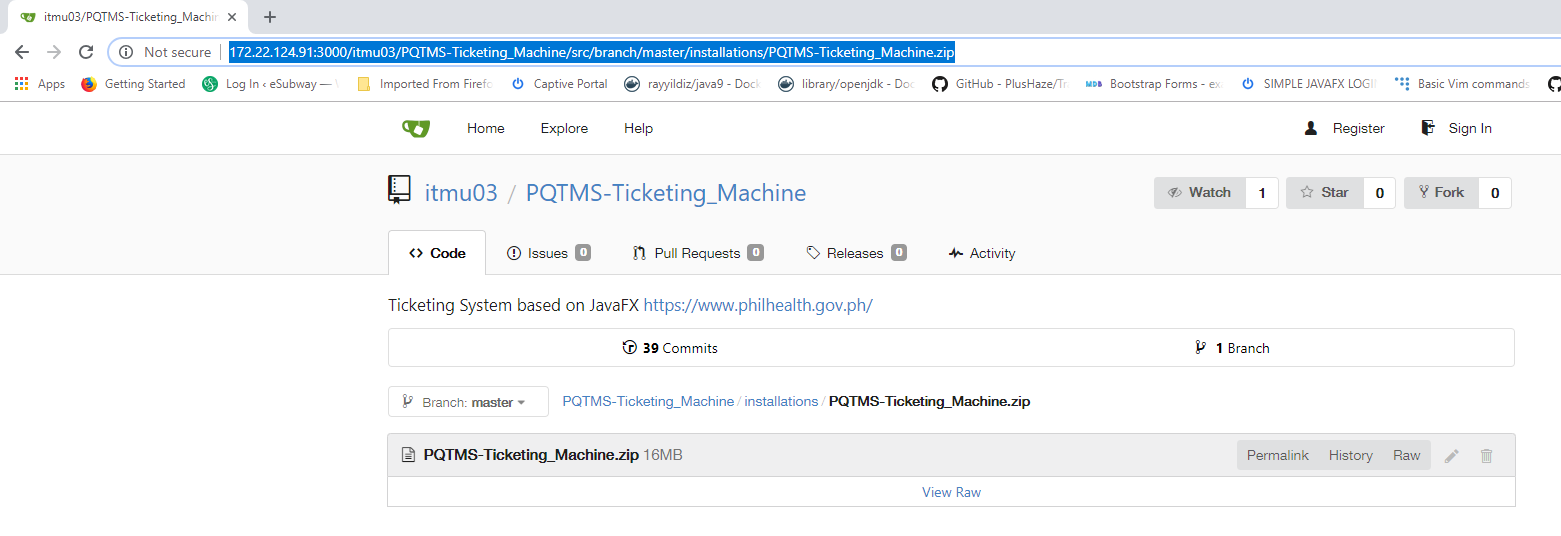 itmu03/PQTMS-Ticketing_Machin
Not secure 172.22.124.91:3000/itmu03/PQTMS-Ticketing_Machine/src/branch/master/installations/PQTMS-Ticketing_Machine.zip
Apps Getting Started Log In ‹ eSubway — Imported From Firefo Captive Portal rayyildiz/java9 - Dock library/openjdk - Doc GitHub - PlusHaze/Tr MDB Bootstrap Forms - ex SIMPLE JAVAFX LOGI Basic Vim commands
Home Explore Help Register Sign In
itmu03 / PQTMS-Ticketing_Machine Watch 1 Star 0 Fork 0
Code Issues 0 Pull Requests 0 Releases 0 Activity
Ticketing System based on JavaFX https://www.philhealth.gov.ph/
39 Commits 1 Branch
Branch: master PQTMS-Ticketing_Machine / installations / PQTMS-Ticketing_Machine.zip
PQTMS-Ticketing_Machine.zip 16MB Permalink History Raw
View Raw